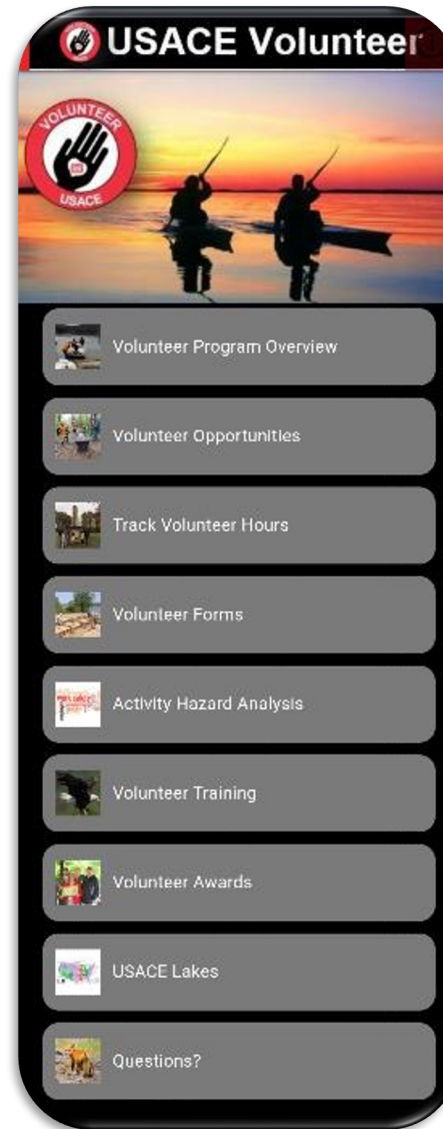 USACE Volunteer
VOLUNTEER
USACE
Volunteer Program Overview
Volunteer Opportunities
Track Volunteer Hours
Volunteer Forms
Activity Hazard Analysis
Volunteer Training
Volunteer Awards
USACE Lakes
Questions?